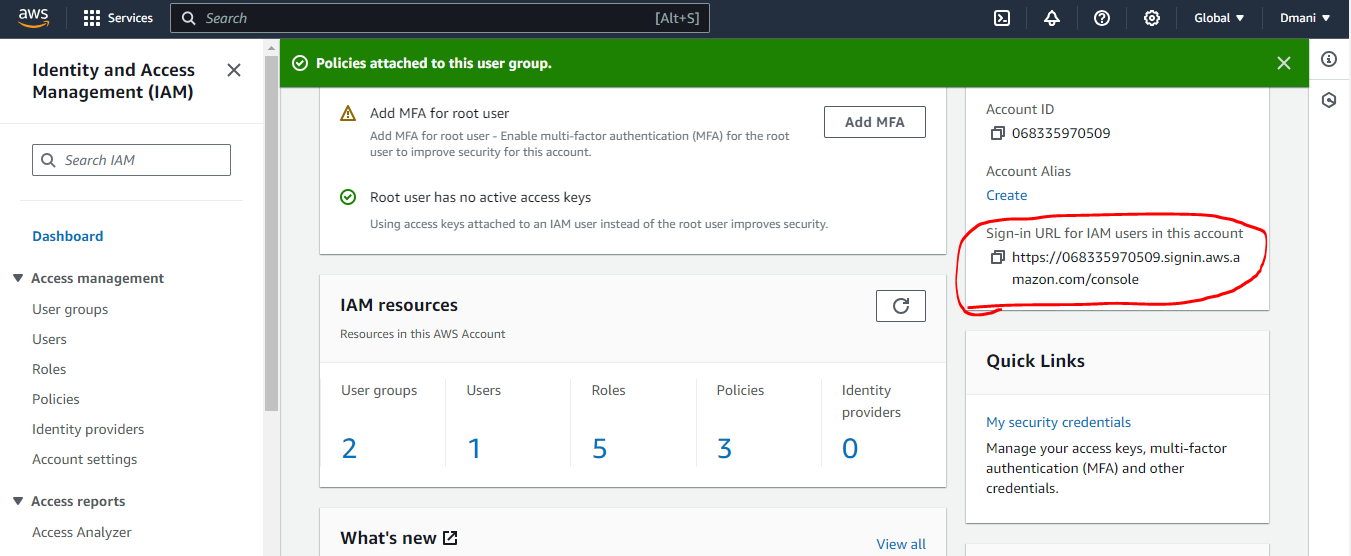 aws
Services
Search
[Alt+S]
Global ▼
Dmani ▼
Identity and Access
Management (IAM)
Search IAM
Dashboard
Access management
User groups
Users
Roles
Policies
Identity providers
Account settings
Access reports
Access Analyzer
Policies attached to this user group.
Add MFA for root user
Add MFA for root user - Enable multi-factor authentication (MFA) for the root
user to improve security for this account.
Add MFA
Root user has no active access keys
Using access keys attached to an IAM user instead of the root user improves security.
IAM resources
Resources in this AWS Account
User groups
2
Users
1
Roles
5
Policies
3
Identity
providers
0
What's new
View all
Account ID
068335970509
Account Alias
Create
Sign-in URL for IAM users in this account
https://068335970509.signin.aws.a
mazon.com/console
Quick Links
My security credentials
Manage your access keys, multi-factor
authentication (MFA) and other
credentials.